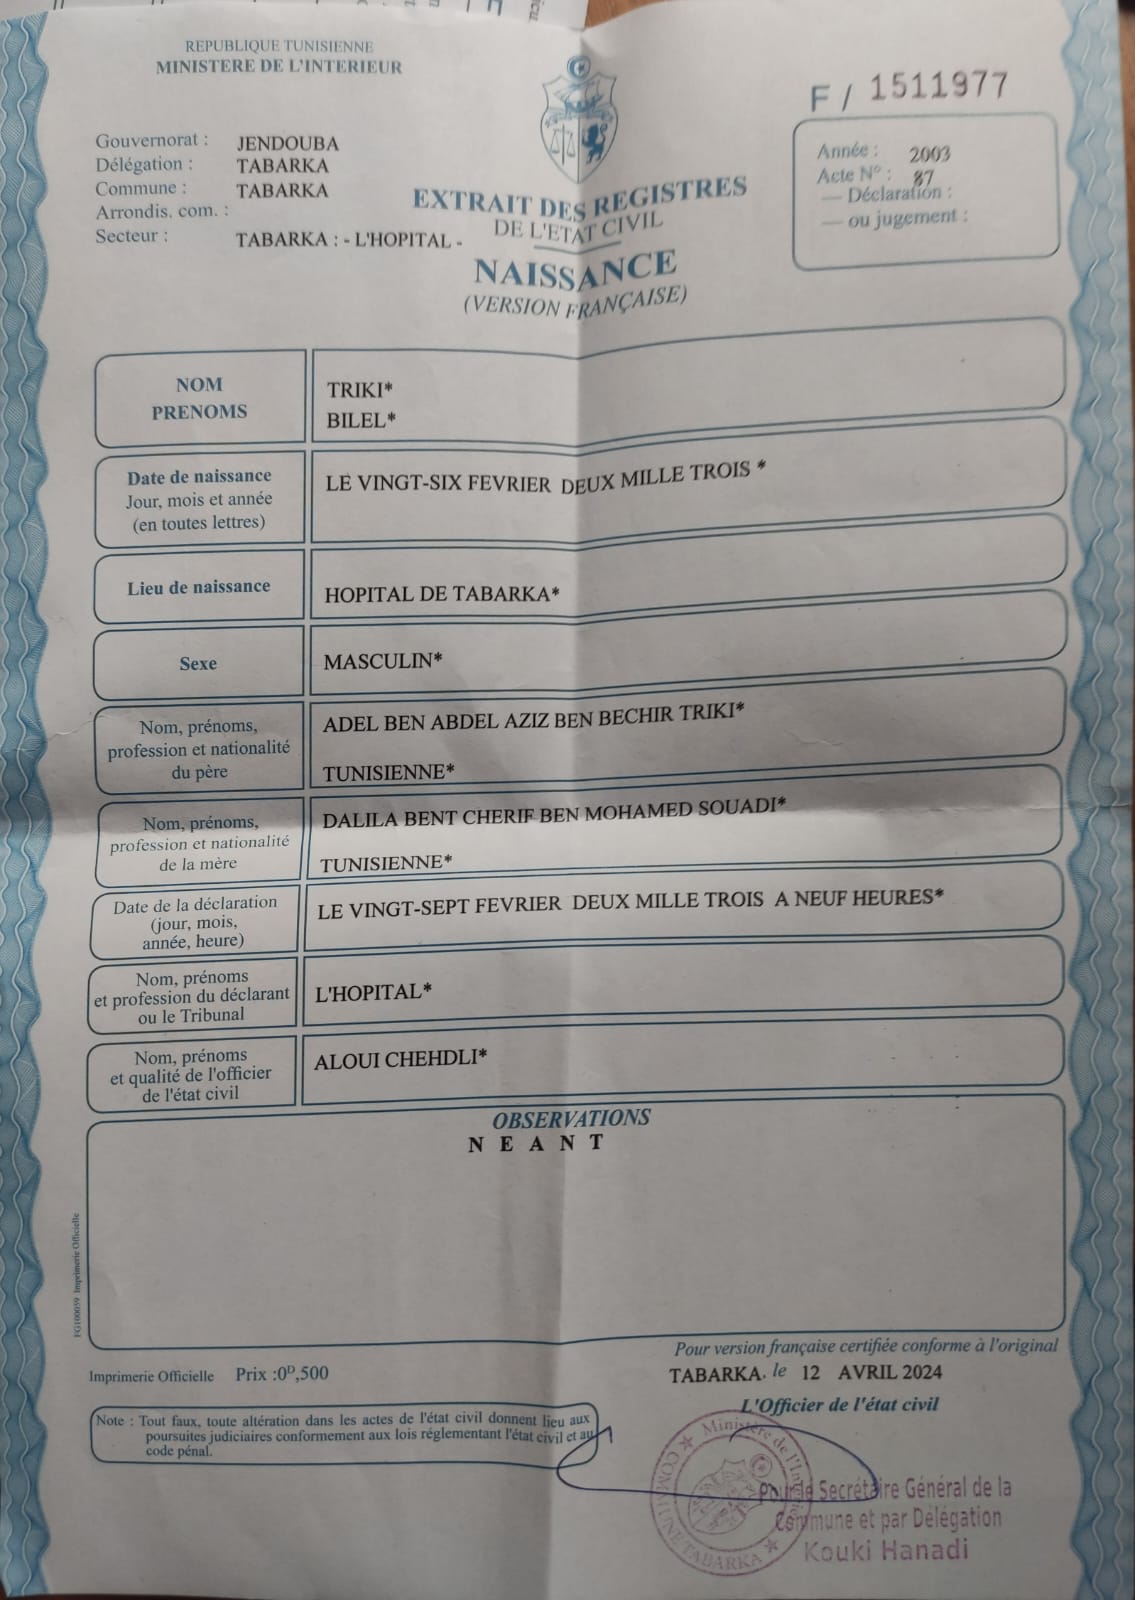 REPUBLIQUE TUNISIENNE
MINISTERE DE L'INTERIEUR
F / 1511977
Gouvernorat : JENDOUBA
Délégation : TABARKA
Commune : TABARKA
Arrondis. com. :
Secteur : TABARKA : - L'HOPITAL -
EXTRAIT DES REGISTRES
DE L'ETAT CIVIL
NAISSANCE
(VERSION FRANÇAISE)
Année : 2003
Acte N° : 87
— Déclaration :
— ou jugement :
NOM TRIKI*
PRENOMS BILEL*
Date de naissance
Jour, mois et année
(en toutes lettres)
LE VINGT-SIX FEVRIER DEUX MILLE TROIS *
Lieu de naissance
HOPITAL DE TABARKA*
Sexe
MASCULIN*
Nom, prénoms,
profession et nationalité
du père
ADEL BEN ABDEL AZIZ BEN BECHIR TRIKI*
TUNISIENNE*
Nom, prénoms,
profession et nationalité
de la mère
DALILA BENT CHERIF BEN MOHAMED SOUADI*
TUNISIENNE*
Date de la déclaration
(jour, mois,
année, heure)
LE VINGT-SEPT FEVRIER DEUX MILLE TROIS A NEUF HEURES*
Nom, prénoms
et profession du déclarant
ou le Tribunal
L'HOPITAL*
Nom, prénoms
et qualité de l'officier
de l'état civil
ALOUI CHEHDLI*
OBSERVATIONS
N E A N T
FG100059 Imprimerie Officielle
Pour version française certifiée conforme à l'original
Imprimerie Officielle Prix :0ᴰ,500
TABARKA, le 12 AVRIL 2024
L'Officier de l'état civil
Note : Tout faux, toute altération dans les actes de l'état civil donnent lieu aux
poursuites judiciaires conformement aux lois réglementant l'état civil et au
code pénal.
Ministère de l'Intérieur
COMMUNE TABARKA
Pour le Secrétaire Général de la
Commune et par Délégation
Kouki Hanadi